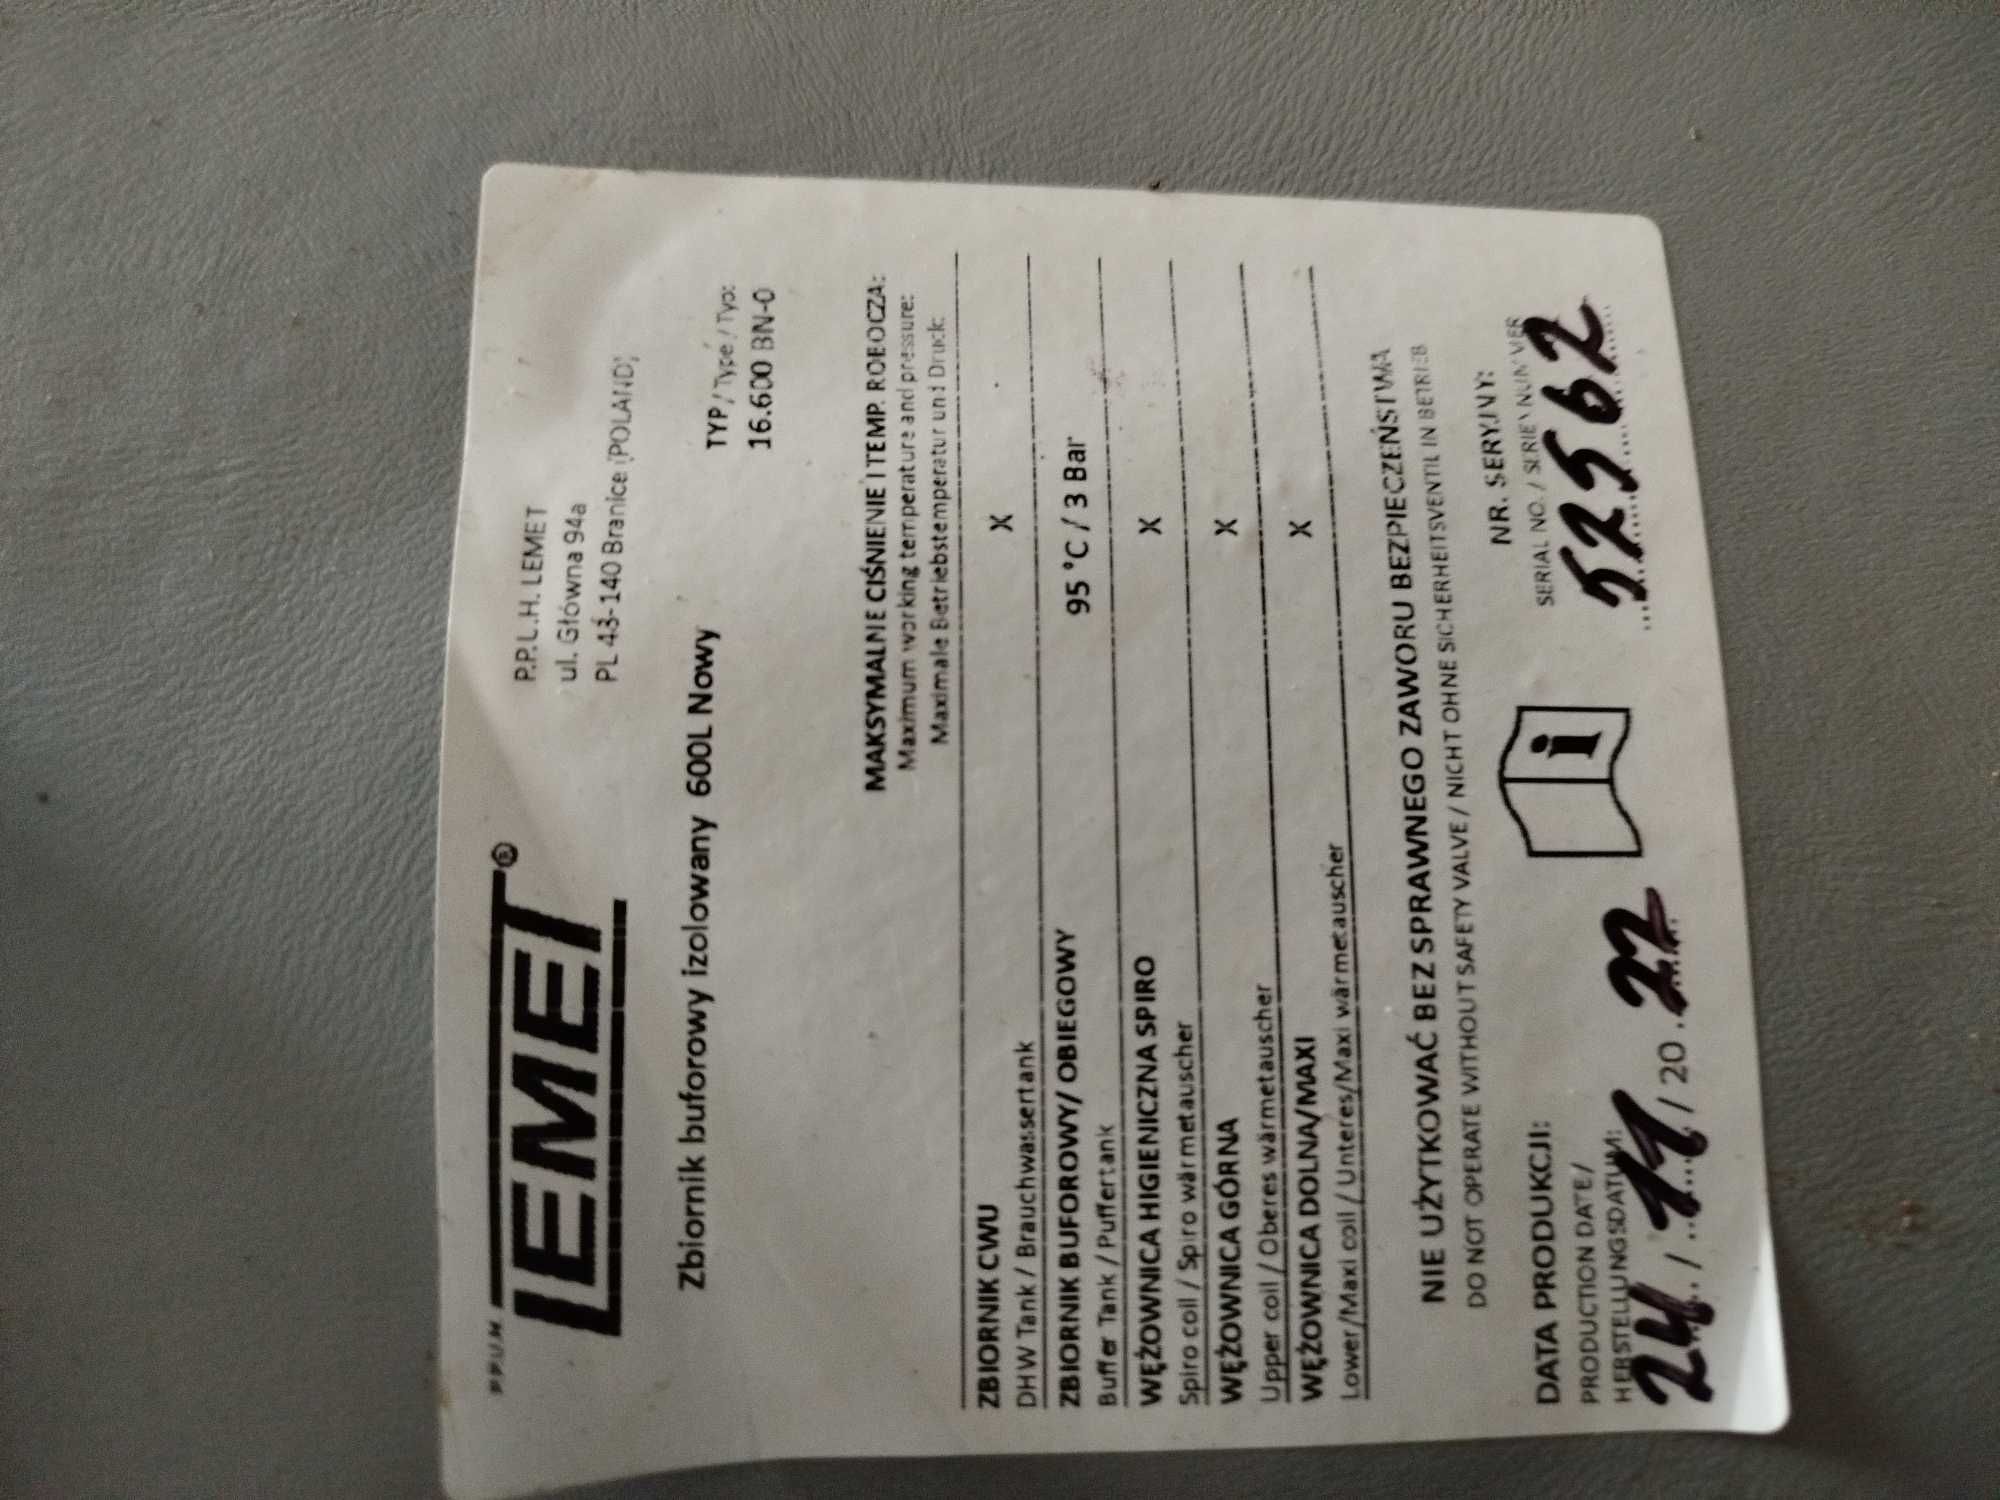 P.P.U.H.
LEMET®
P.P.L.H. LEMET
ul. Główna 94a
PL 43-140 Branice (POLAND)
Zbiornik buforowy izolowany 600L Nowy
TYP / Type / Typ:
16.600 BN-0
MAKSYMALNE CIŚNIENIE I TEMP. ROBOCZA:
Maximum working temperature and pressure:
Maximale Betriebstemperatur und Druck:
ZBIORNIK CWU X
DHW Tank / Brauchwassertank
ZBIORNIK BUFOROWY/ OBIEGOWY 95 °C / 3 Bar
Buffer Tank / Puffertank
WĘŻOWNICA HIGIENICZNA SPIRO X
Spiro coil / Spiro wärmetauscher
WĘŻOWNICA GÓRNA X
Upper coil / Oberes wärmetauscher
WĘŻOWNICA DOLNA/MAXI X
Lower/Maxi coil / Unteres/Maxi wärmetauscher
NIE UŻYTKOWAĆ BEZ SPRAWNEGO ZAWORU BEZPIECZEŃSTWA
DO NOT OPERATE WITHOUT SAFETY VALVE / NICHT OHNE SICHERHEITSVENTIL IN BETRIEB
DATA PRODUKCJI:
PRODUCTION DATE /
HERSTELLUNGSDATUM:
24 / 11 / 20 22
i
NR. SERYJNY:
SERIAL NO. / SERIENNUMMER
52562